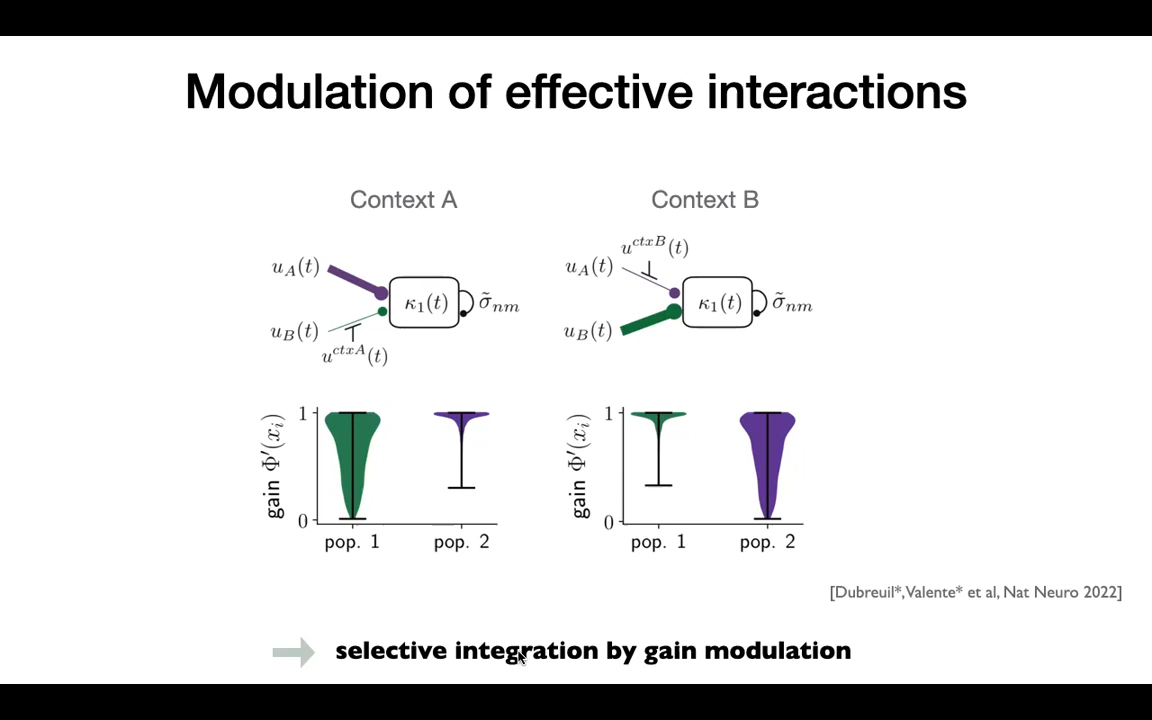 Modulation of effective interactions
Context A
Context B
u_A(t)
κ_1(t)
σ̃_{nm}
u_B(t)
u^{ctxA}(t)
u^{ctxB}(t)
u_A(t)
κ_1(t)
σ̃_{nm}
u_B(t)
gain Φ′(x_i)
1
0
pop. 1
pop. 2
gain Φ′(x_i)
1
0
pop. 1
pop. 2
[Dubreuil*,Valente* et al, Nat Neuro 2022]
selective integration by gain modulation